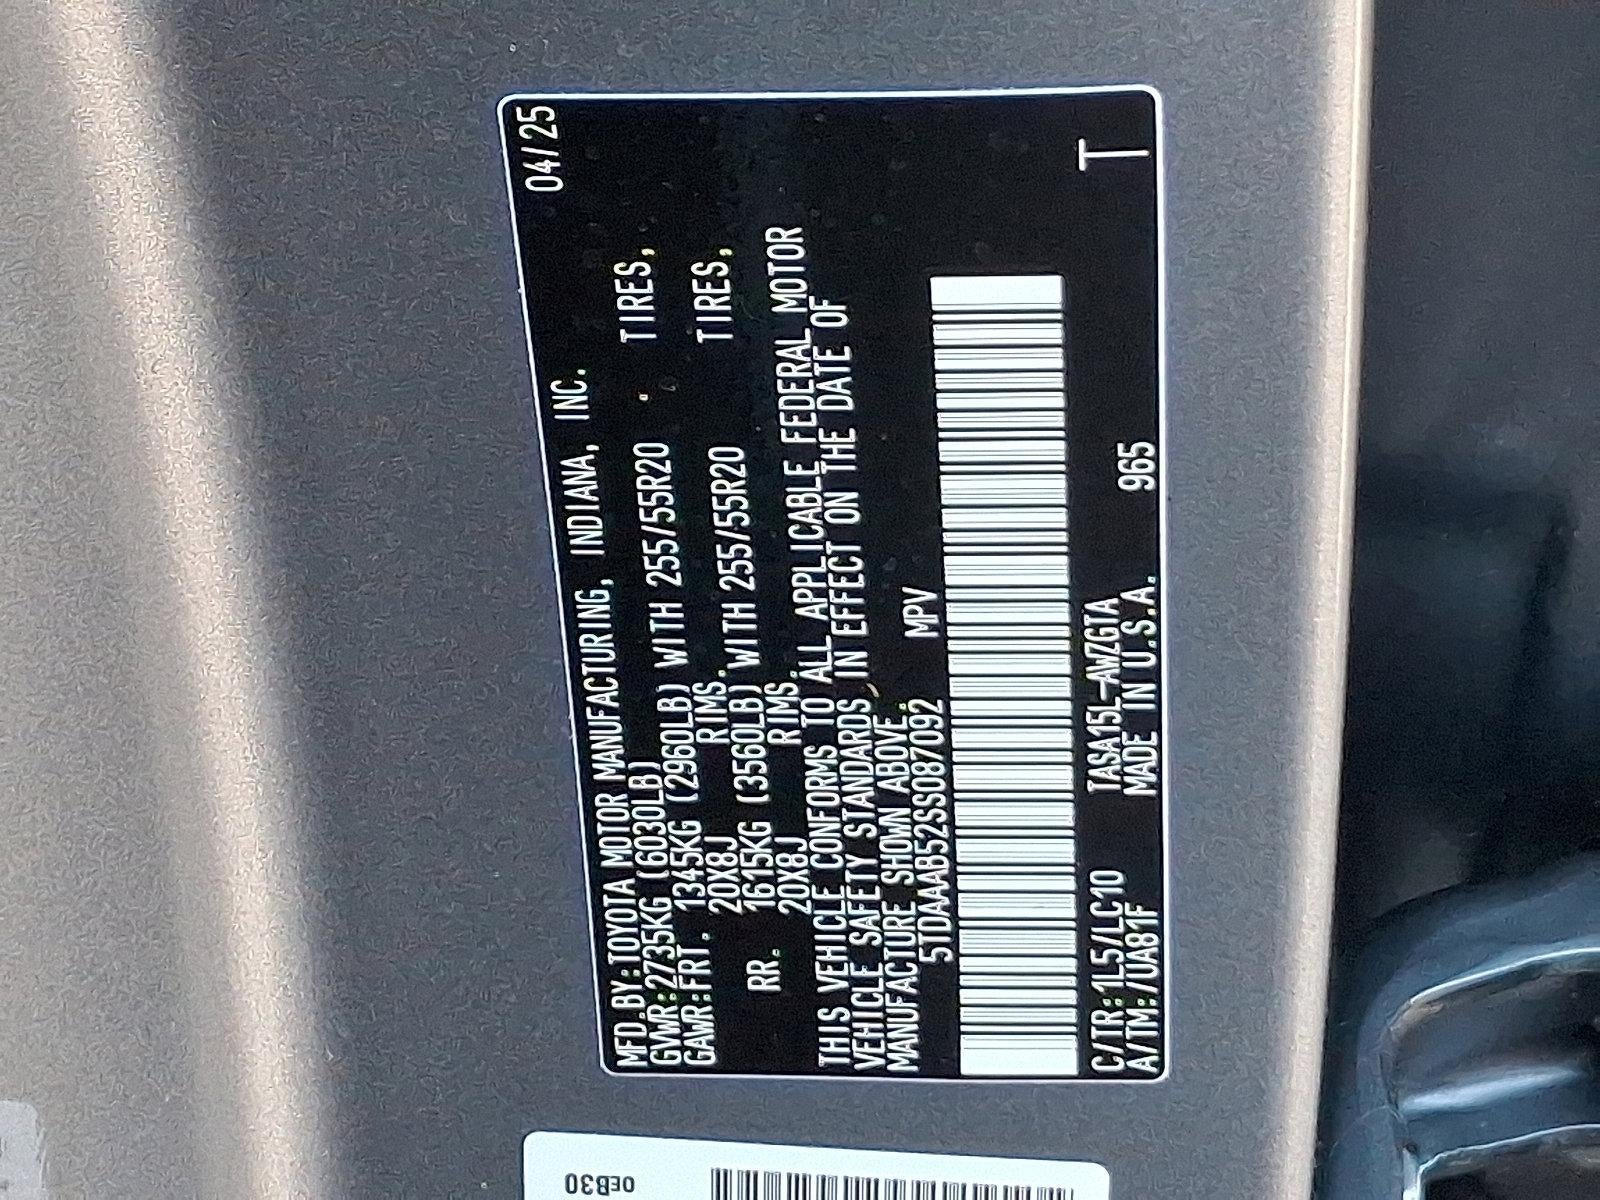 MFD.BY:TOYOTA MOTOR MANUFACTURING, INDIANA, INC. 04/25
GVWR:2735KG (6030LB)
GAWR:FRT. 1345KG (2960LB) WITH 255/55R20 TIRES,
20X8J RIMS.
RR. 1615KG (3560LB) WITH 255/55R20 TIRES,
20X8J RIMS.
THIS VEHICLE CONFORMS TO ALL APPLICABLE FEDERAL MOTOR
VEHICLE SAFETY STANDARDS IN EFFECT ON THE DATE OF
MANUFACTURE SHOWN ABOVE.
5TDAAAB52SS087092 MPV
C/TR:1L5/LC10 TASA15L-AWZGTA
A/TM:/UA81F MADE IN U.S.A. 965
T
0EB30